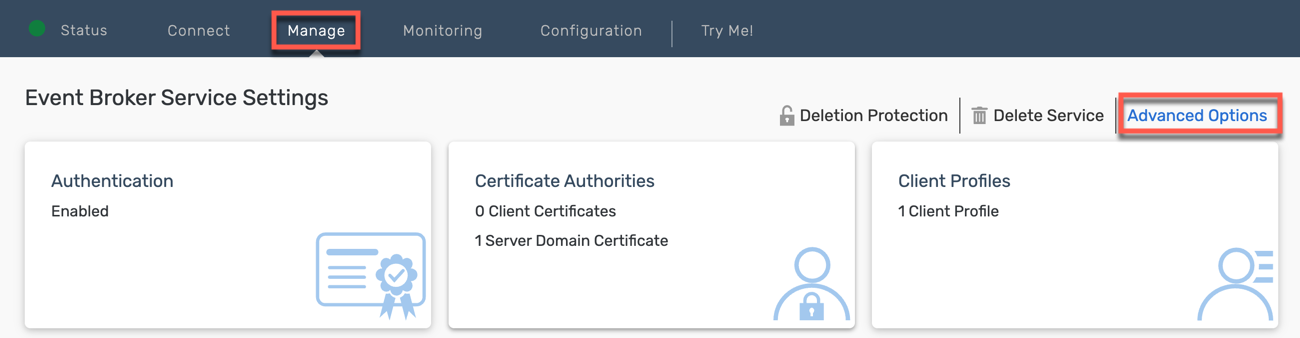 Status Connect Manage Monitoring Configuration Try Me!
Event Broker Service Settings
Deletion Protection Delete Service Advanced Options
Authentication
Enabled
Certificate Authorities
0 Client Certificates
1 Server Domain Certificate
Client Profiles
1 Client Profile